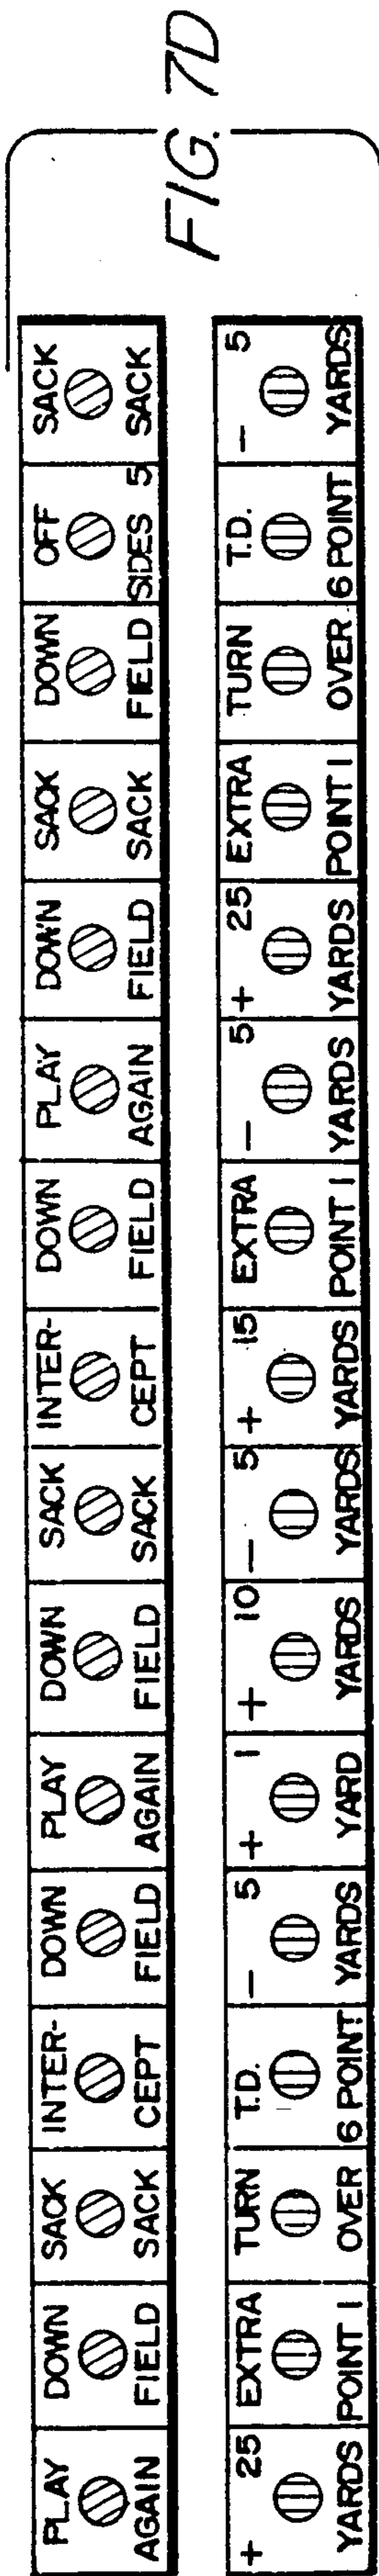 PLAY
AGAIN
DOWN
FIELD
SACK
SACK
INTER-
CEPT
DOWN
FIELD
PLAY
AGAIN
DOWN
FIELD
SACK
SACK
INTER-
CEPT
DOWN
FIELD
PLAY
AGAIN
DOWN
FIELD
SACK
SACK
DOWN
FIELD
OFF
SIDES 5
SACK
SACK
+ 25
YARDS
EXTRA
POINT 1
TURN
OVER
T.D.
6 POINT
− 5
YARDS
+ 1
YARD
+ 10
YARDS
− 5
YARDS
+ 15
YARDS
EXTRA
POINT 1
− 5
YARDS
+ 25
YARDS
EXTRA
POINT 1
TURN
OVER
T.D.
6 POINT
− 5
YARDS
FIG. 7D